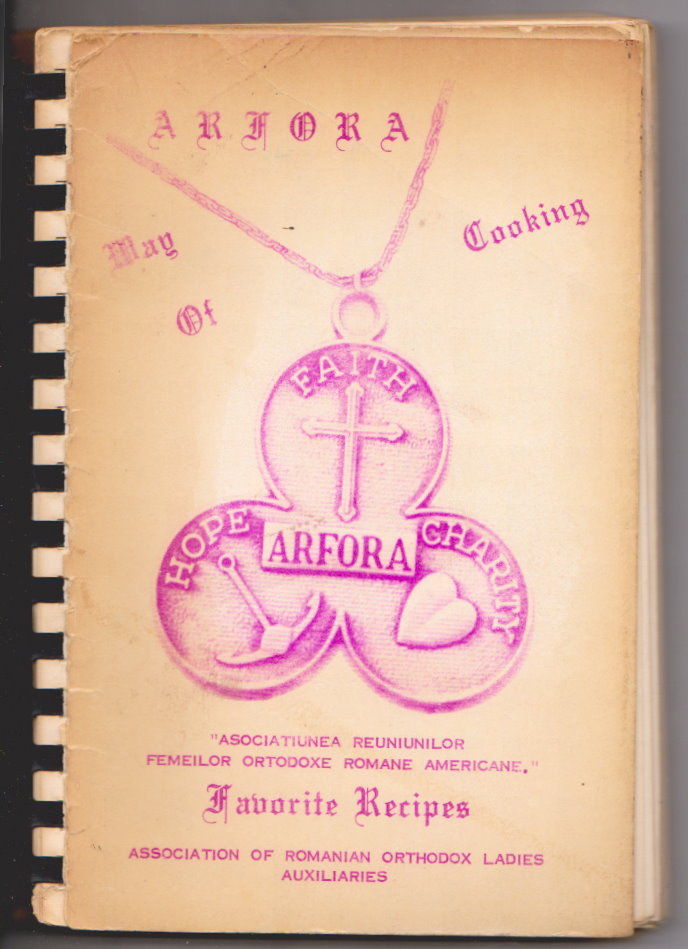 ARFORA
Way
Of
Cooking
FAITH
HOPE
ARFORA
CHARITY
"ASOCIATIUNEA REUNIUNILOR
FEMEILOR ORTODOXE ROMANE AMERICANE."
Favorite Recipes
ASSOCIATION OF ROMANIAN ORTHODOX LADIES
AUXILIARIES